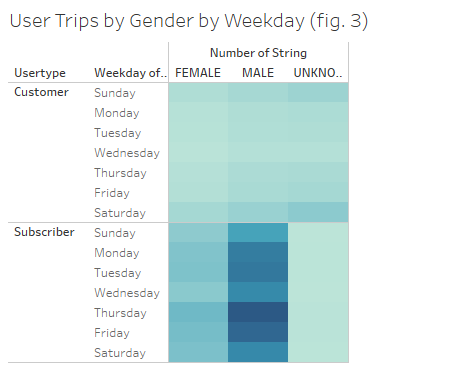 User Trips by Gender by Weekday (fig. 3)
Number of String
Usertype Weekday of.. FEMALE MALE UNKNO..
Customer Sunday
Monday
Tuesday
Wednesday
Thursday
Friday
Saturday
Subscriber Sunday
Monday
Tuesday
Wednesday
Thursday
Friday
Saturday